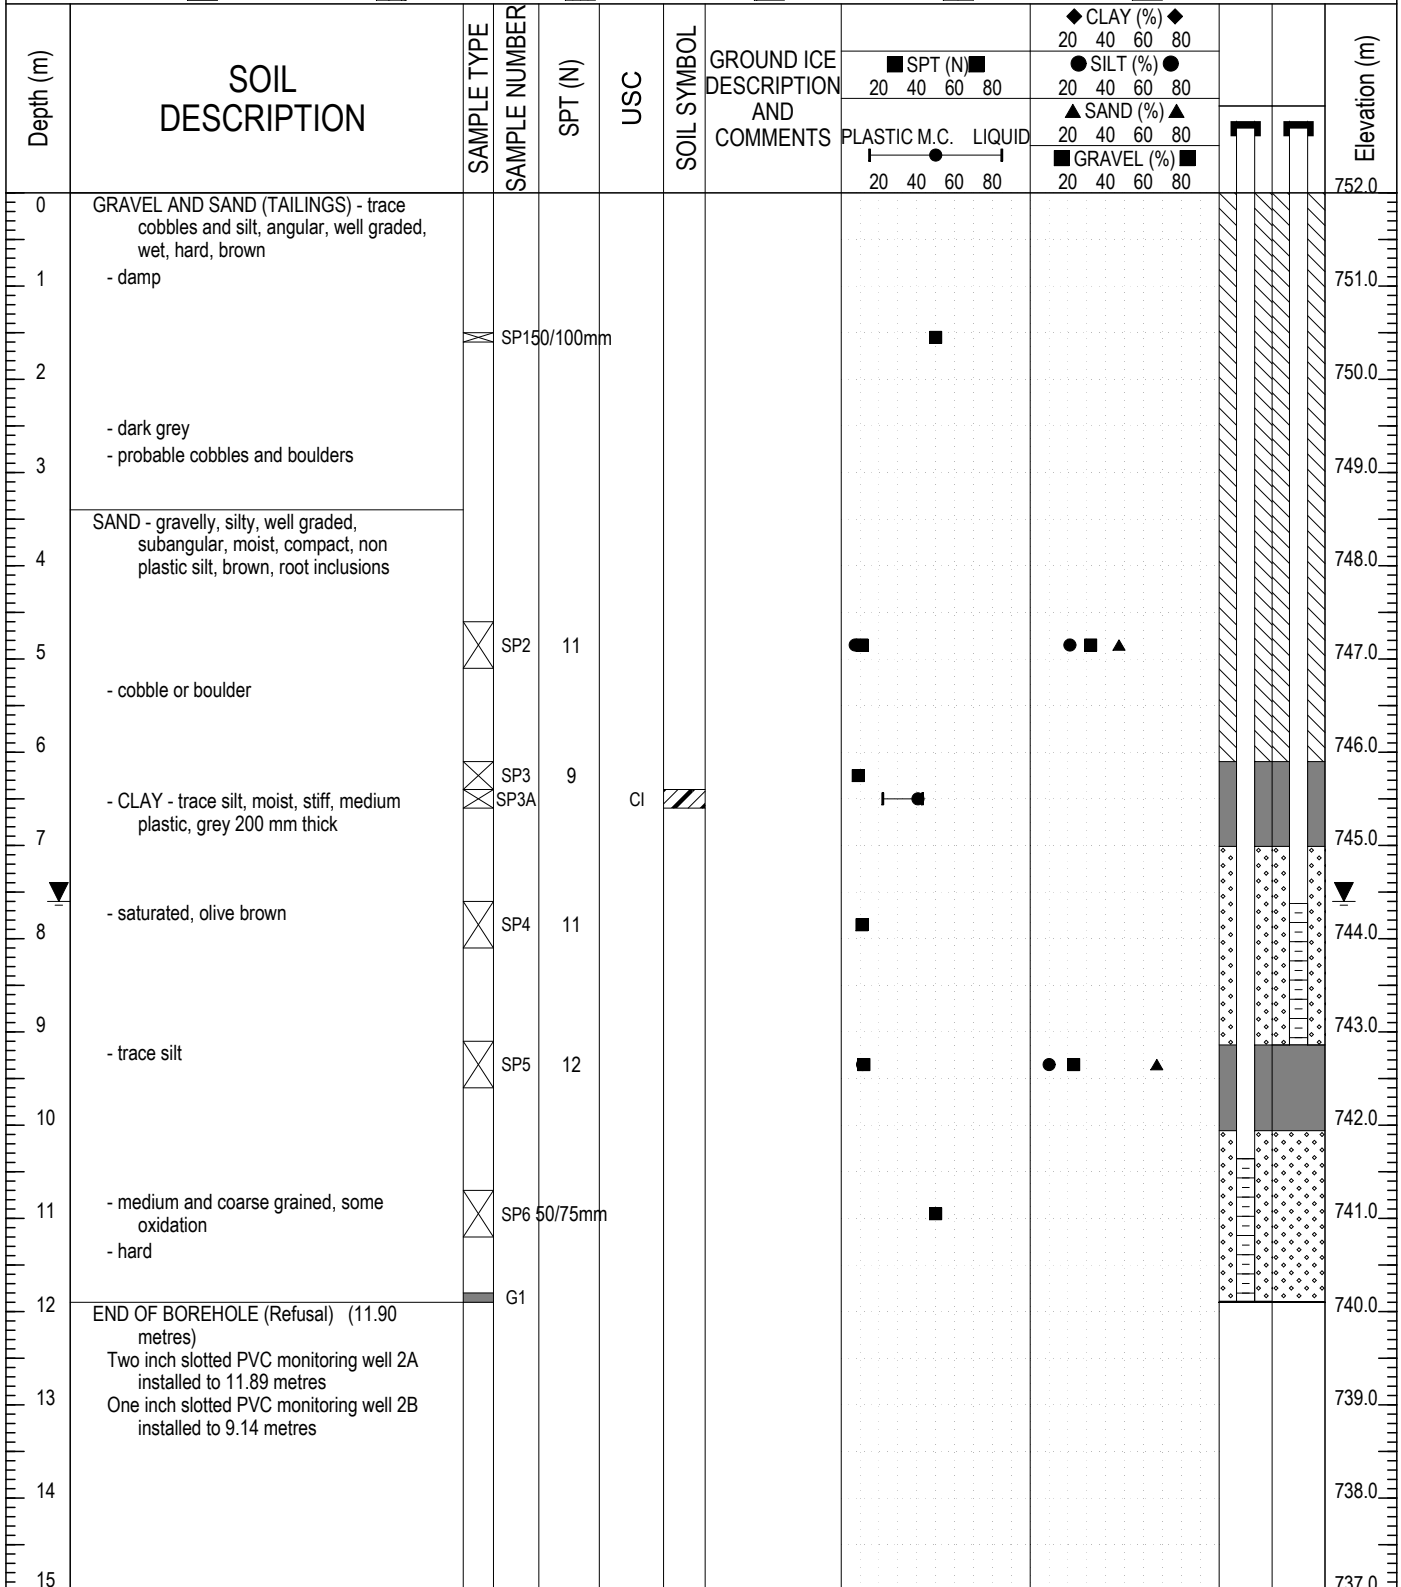 Depth (m)
SOIL
DESCRIPTION
SAMPLE TYPE
SAMPLE NUMBER
SPT (N)
USC
SOIL SYMBOL
GROUND ICE
DESCRIPTION
AND
COMMENTS
SPT (N)
20 40 60 80
PLASTIC M.C. LIQUID
20 40 60 80
CLAY (%)
20 40 60 80
SILT (%)
20 40 60 80
SAND (%)
20 40 60 80
GRAVEL (%)
20 40 60 80
Elevation (m)
752.0
0
GRAVEL AND SAND (TAILINGS) - trace
cobbles and silt, angular, well graded,
wet, hard, brown
1
- damp
751.0
SP1 50/100mm
2
750.0
- dark grey
- probable cobbles and boulders
3
749.0
SAND - gravelly, silty, well graded,
subangular, moist, compact, non
plastic silt, brown, root inclusions
4
748.0
SP2 11
5
747.0
- cobble or boulder
6
746.0
SP3 9
- CLAY - trace silt, moist, stiff, medium
plastic, grey 200 mm thick
SP3A CI
7
745.0
- saturated, olive brown
SP4 11
8
744.0
9
743.0
- trace silt
SP5 12
10
742.0
- medium and coarse grained, some
oxidation
SP6 50/75mm
11
741.0
- hard
G1
12
740.0
END OF BOREHOLE (Refusal) (11.90
metres)
Two inch slotted PVC monitoring well 2A
installed to 11.89 metres
13
One inch slotted PVC monitoring well 2B
installed to 9.14 metres
739.0
14
738.0
15
737.0